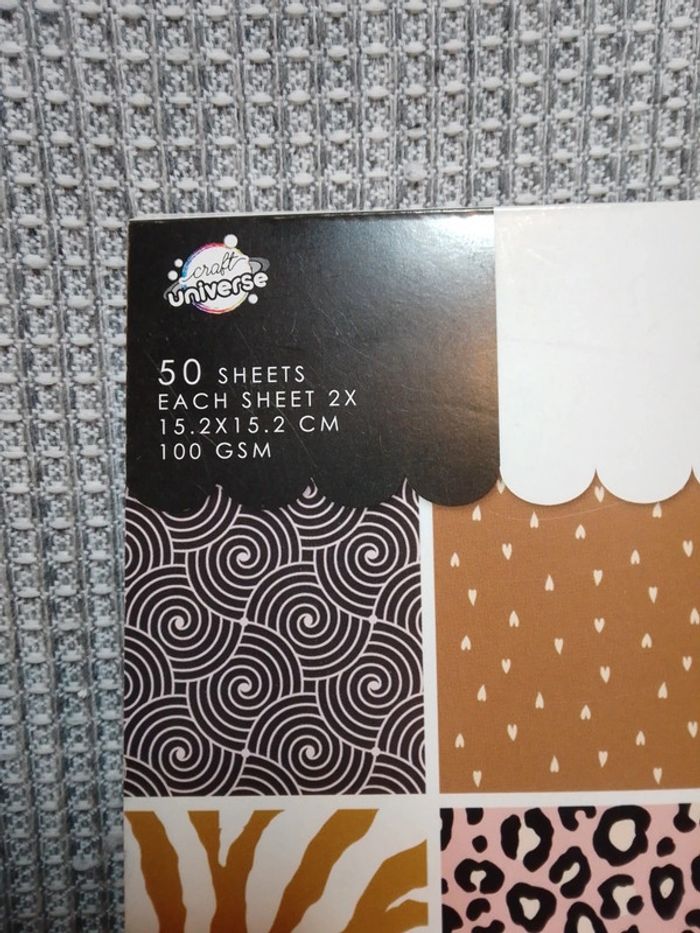 craft
universe
50 SHEETS
EACH SHEET 2X
15.2X15.2 CM
100 GSM